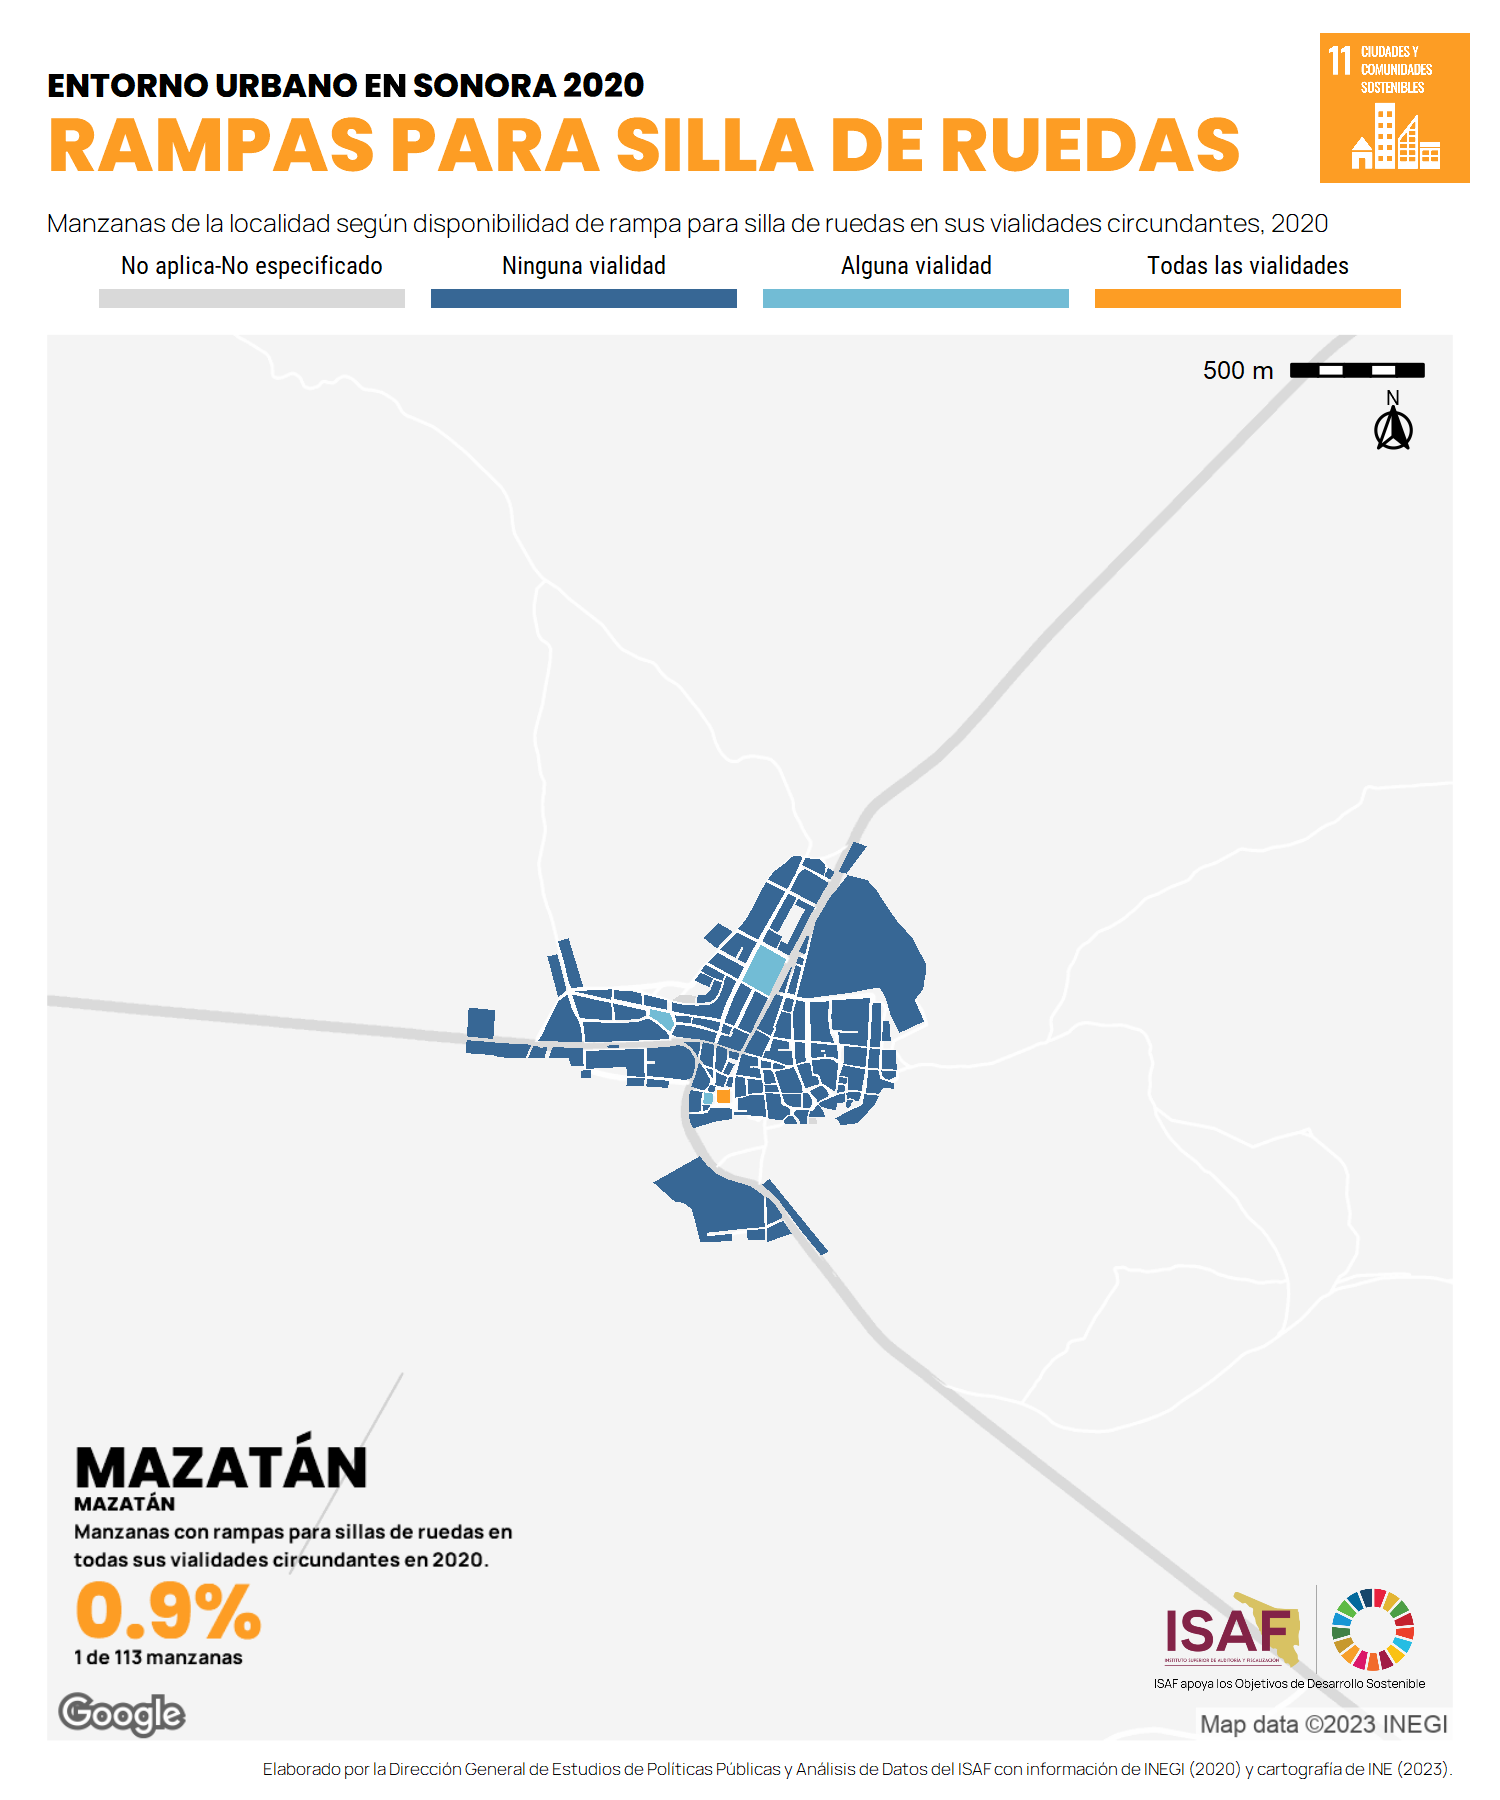 ENTORNO URBANO EN SONORA 2020
RAMPAS PARA SILLA DE RUEDAS
11 CIUDADES Y
COMUNIDADES
SOSTENIBLES
Manzanas de la localidad según disponibilidad de rampa para silla de ruedas en sus vialidades circundantes, 2020
No aplica-No especificado Ninguna vialidad Alguna vialidad Todas las vialidades
500 m
N
MAZATÁN
MAZATÁN
Manzanas con rampas para sillas de ruedas en
todas sus vialidades circundantes en 2020.
0.9%
1 de 113 manzanas
ISAF
INSTITUTO SUPERIOR DE AUDITORÍA Y FISCALIZACIÓN
ISAF apoya los Objetivos de Desarrollo Sostenible
Google
Map data ©2023 INEGI
Elaborado por la Dirección General de Estudios de Políticas Públicas y Análisis de Datos del ISAF con información de INEGI (2020) y cartografía de INE (2023).